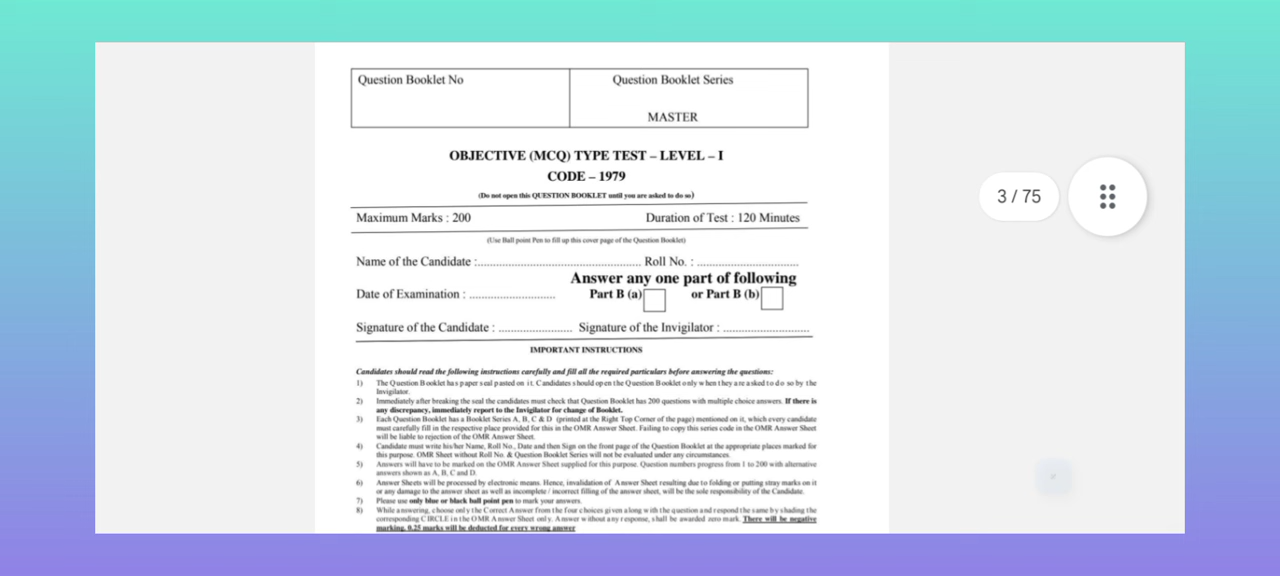 Question Booklet No
Question Booklet Series
MASTER
OBJECTIVE (MCQ) TYPE TEST – LEVEL – I
CODE – 1979
(Do not open this QUESTION BOOKLET until you are asked to do so)
Maximum Marks : 200 Duration of Test : 120 Minutes
(Use Ball point Pen to fill up this cover page of the Question Booklet)
Name of the Candidate :.................................................... Roll No. : ................................
Answer any one part of following
Date of Examination : ........................... Part B (a) or Part B (b)
Signature of the Candidate : ....................... Signature of the Invigilator : ...........................
IMPORTANT INSTRUCTIONS
Candidates should read the following instructions carefully and fill all the required particulars before answering the questions:
1) The Question Booklet has paper seal pasted on it. Candidates should open the Question Booklet only when they are asked to do so by the
Invigilator.
2) Immediately after breaking the seal the candidates must check that Question Booklet has 200 questions with multiple choice answers. If there is
any discrepancy, immediately report to the Invigilator for change of Booklet.
3) Each Question Booklet has a Booklet Series A, B, C & D (printed at the Right Top Corner of the page) mentioned on it, which every candidate
must carefully fill in the respective place provided for this in the OMR Answer Sheet. Failing to copy this series code in the OMR Answer Sheet
will be liable to rejection of the OMR Answer Sheet.
4) Candidate must write his/her Name, Roll No., Date and then Sign on the front page of the Question Booklet at the appropriate places marked for
this purpose. OMR Sheet without Roll No. & Question Booklet Series will not be evaluated under any circumstances.
5) Answers will have to be marked on the OMR Answer Sheet supplied for this purpose. Question numbers progress from 1 to 200 with alternative
answers shown as A, B, C and D.
6) Answer Sheets will be processed by electronic means. Hence, invalidation of Answer Sheet resulting due to folding or putting stray marks on it
or any damage to the answer sheet as well as incomplete / incorrect filling of the answer sheet, will be the sole responsibility of the Candidate.
7) Please use only blue or black ball point pen to mark your answers.
8) While answering, choose only the Correct Answer from the four choices given along with the question and respond the same by shading the
corresponding CIRCLE in the OMR Answer Sheet only. Answer without any response, shall be awarded zero mark. There will be negative
marking, 0.25 marks will be deducted for every wrong answer
3 / 75